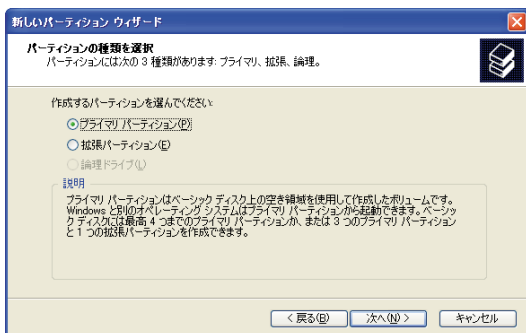 新しいパーティション ウィザード
パーティションの種類を選択
パーティションには次の 3 種類があります: プライマリ、拡張、論理。
作成するパーティションを選んでください:
プライマリ パーティション(P)
拡張パーティション(E)
論理ドライブ(L)
説明
プライマリ パーティションはベーシック ディスク上の空き領域を使用して作成したボリュームです。
Windows と別のオペレーティング システムはプライマリ パーティションから起動できます。ベーシッ
ク ディスクには最高 4 つまでのプライマリ パーティションか、または 3 つのプライマリ パーティション
と 1 つの拡張パーティションを作成できます。
< 戻る(B)
次へ(N) >
キャンセル